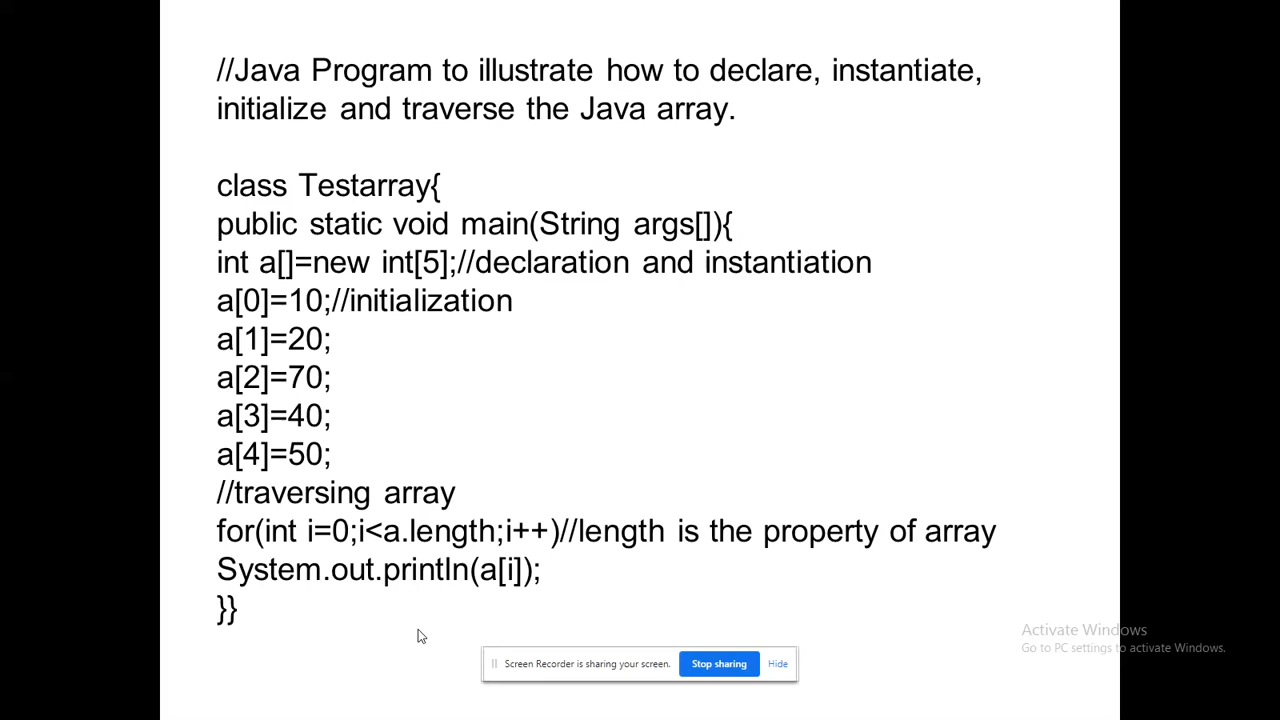 //Java Program to illustrate how to declare, instantiate,
initialize and traverse the Java array.
class Testarray{
public static void main(String args[]){
int a[]=new int[5];//declaration and instantiation
a[0]=10;//initialization
a[1]=20;
a[2]=70;
a[3]=40;
a[4]=50;
//traversing array
for(int i=0;i<a.length;i++)//length is the property of array
System.out.println(a[i]);
}}
Activate Windows
Go to PC settings to activate Windows.
Screen Recorder is sharing your screen. Stop sharing Hide